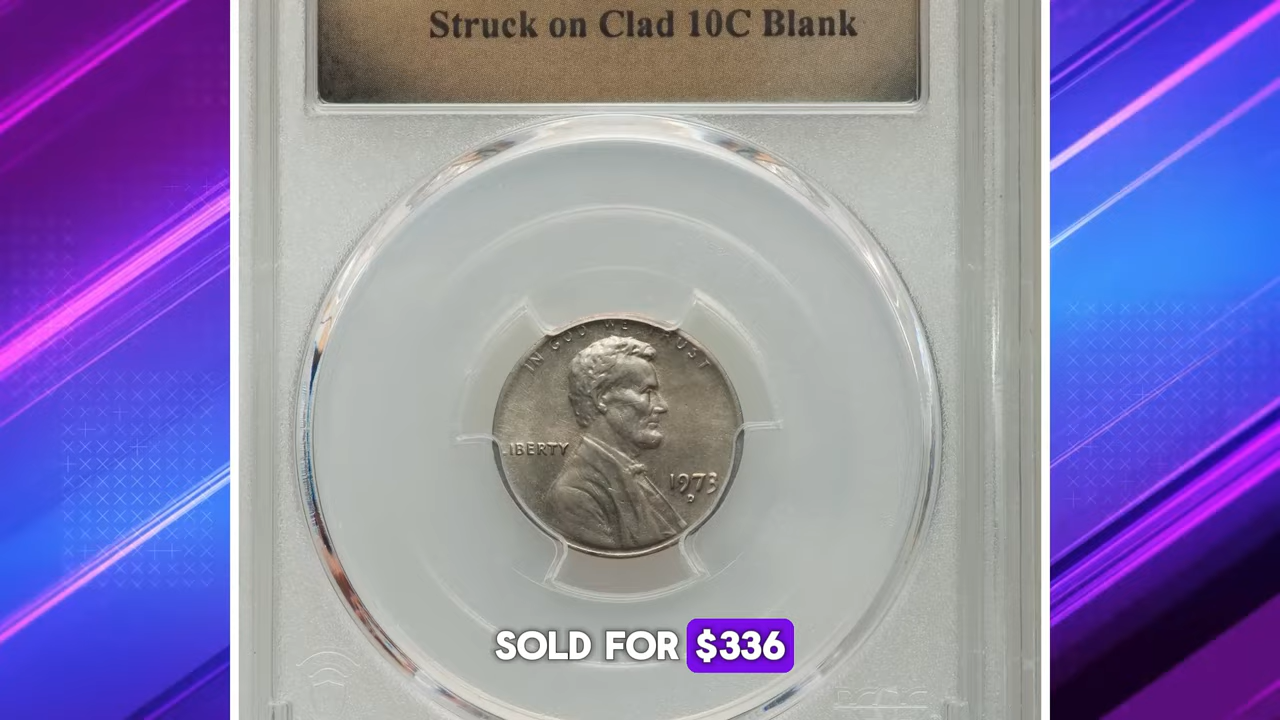 Struck on Clad 10C Blank
IN GOD WE TRUST
LIBERTY
1973
D
SOLD FOR $336